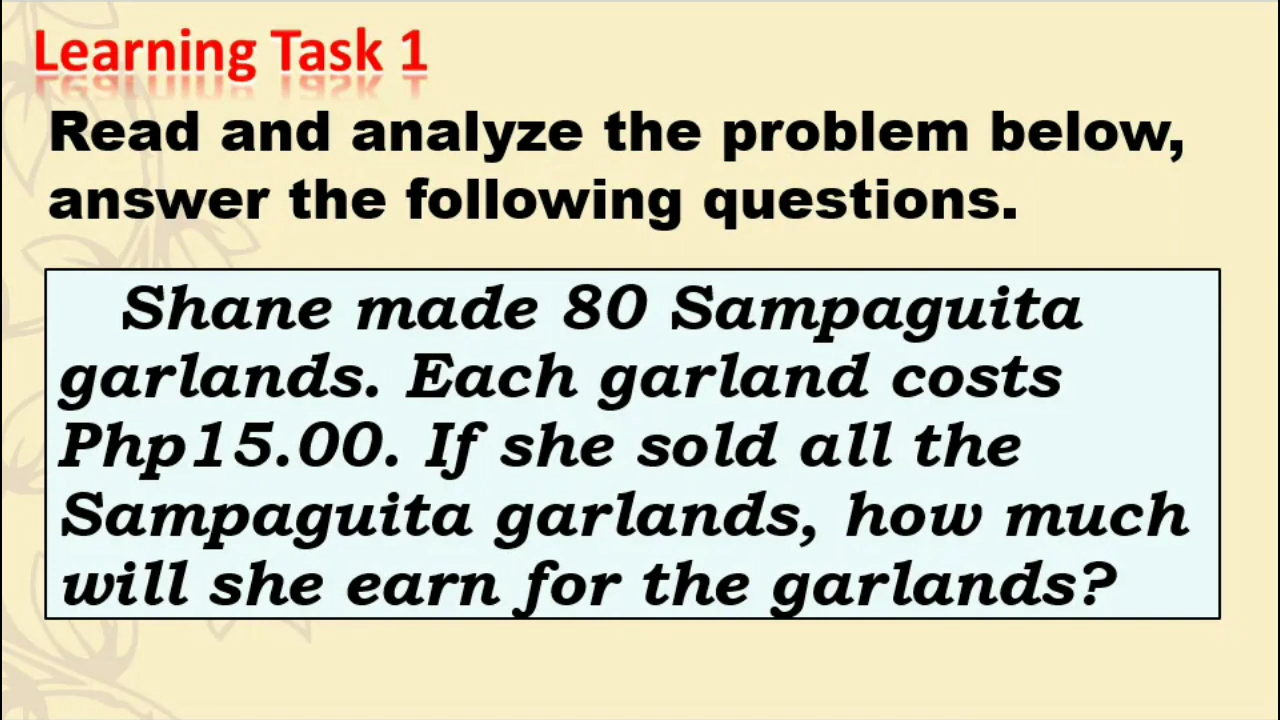 Learning Task 1
Read and analyze the problem below,
answer the following questions.
Shane made 80 Sampaguita
garlands. Each garland costs
Php15.00. If she sold all the
Sampaguita garlands, how much
will she earn for the garlands?